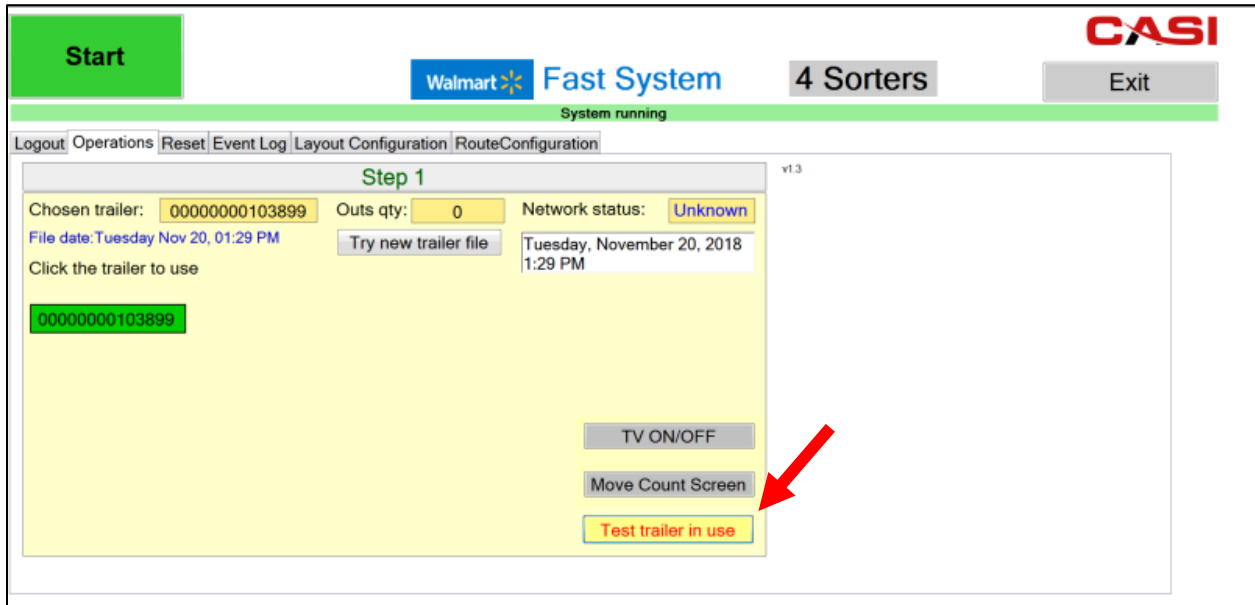 Start
CASI
Walmart Fast System
4 Sorters
Exit
System running
Logout Operations Reset Event Log Layout Configuration RouteConfiguration
Step 1
v1.3
Chosen trailer: 00000000103899 Outs qty: 0 Network status: Unknown
File date:Tuesday Nov 20, 01:29 PM
Try new trailer file
Tuesday, November 20, 2018
1:29 PM
Click the trailer to use
00000000103899
TV ON/OFF
Move Count Screen
Test trailer in use